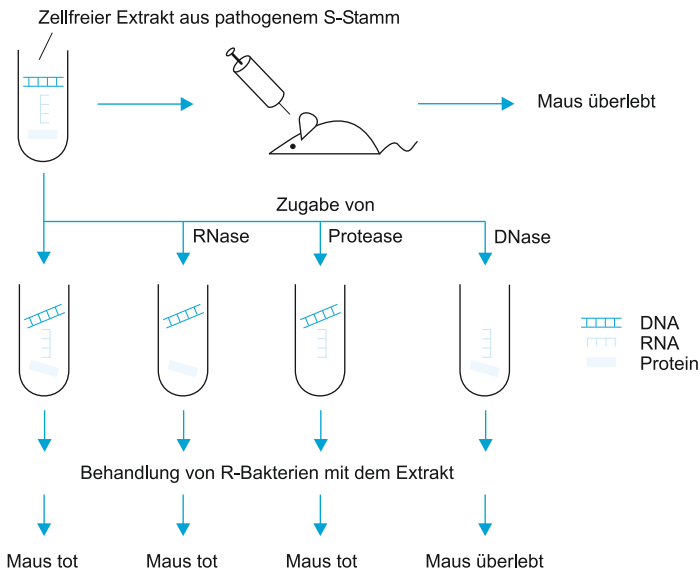 Zellfreier Extrakt aus pathogenem S-Stamm
Maus überlebt
Zugabe von
RNase
Protease
DNase
DNA
RNA
Protein
Behandlung von R-Bakterien mit dem Extrakt
Maus tot
Maus tot
Maus tot
Maus überlebt